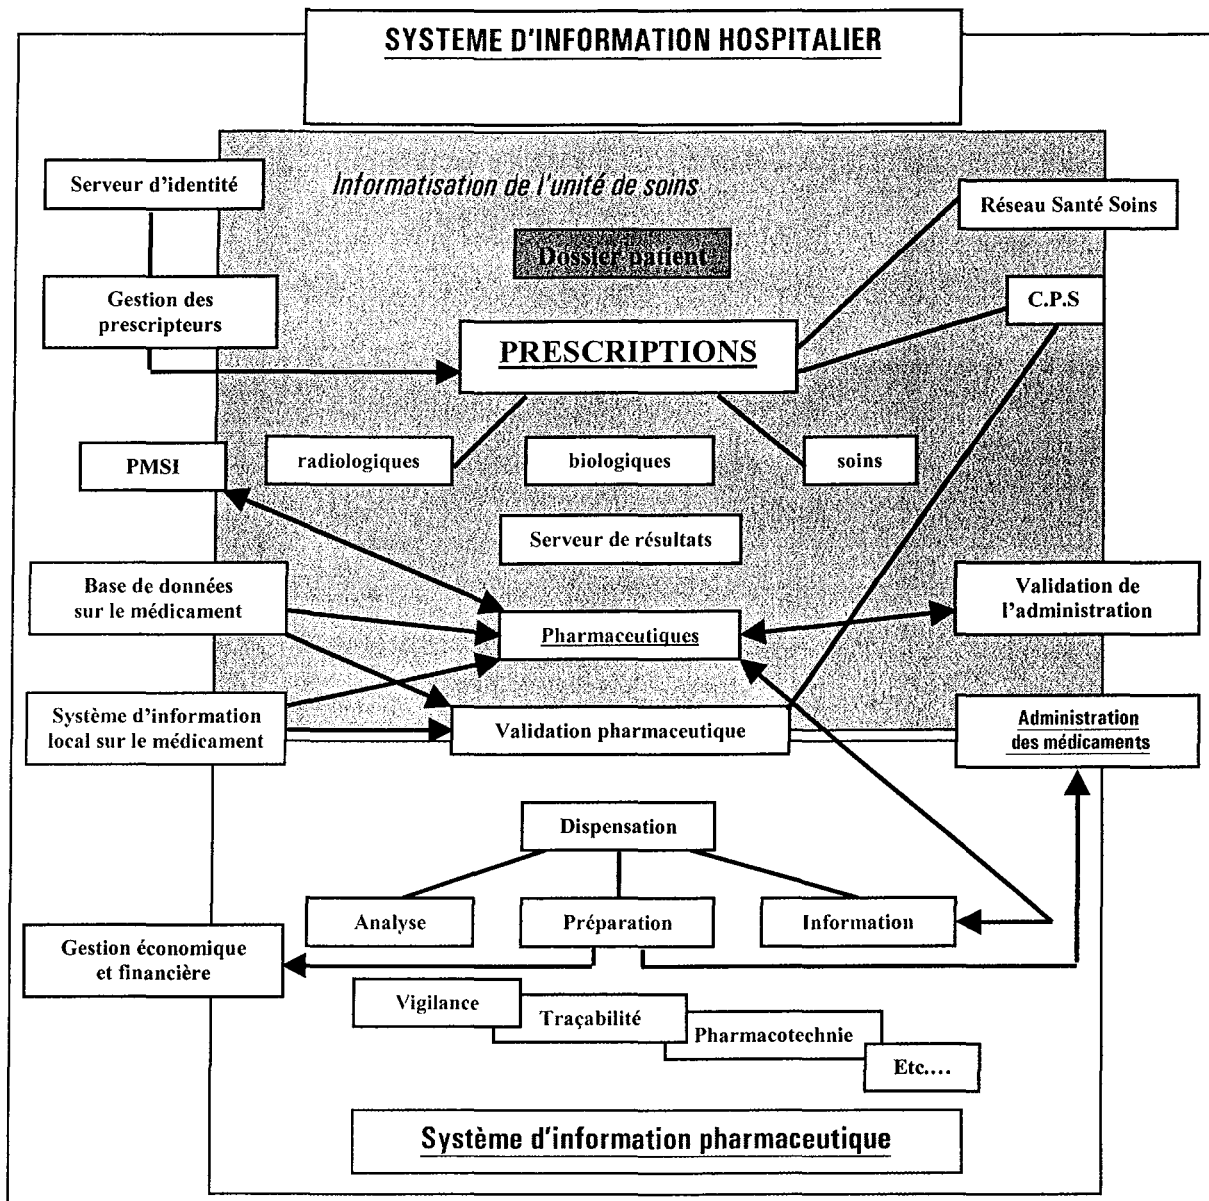 SYSTEME D'INFORMATION HOSPITALIER
Serveur d'identité
Informatisation de l'unité de soins
Réseau Santé Soins
Dossier patient
Gestion des
prescripteurs
C.P.S
PRESCRIPTIONS
PMSI
radiologiques
biologiques
soins
Serveur de résultats
Base de données
sur le médicament
Validation de
l'administration
Pharmaceutiques
Système d'information
local sur le médicament
Validation pharmaceutique
Administration
des médicaments
Dispensation
Analyse
Préparation
Information
Gestion économique
et financière
Vigilance
Traçabilité
Pharmacotechnie
Etc....
Système d'information pharmaceutique